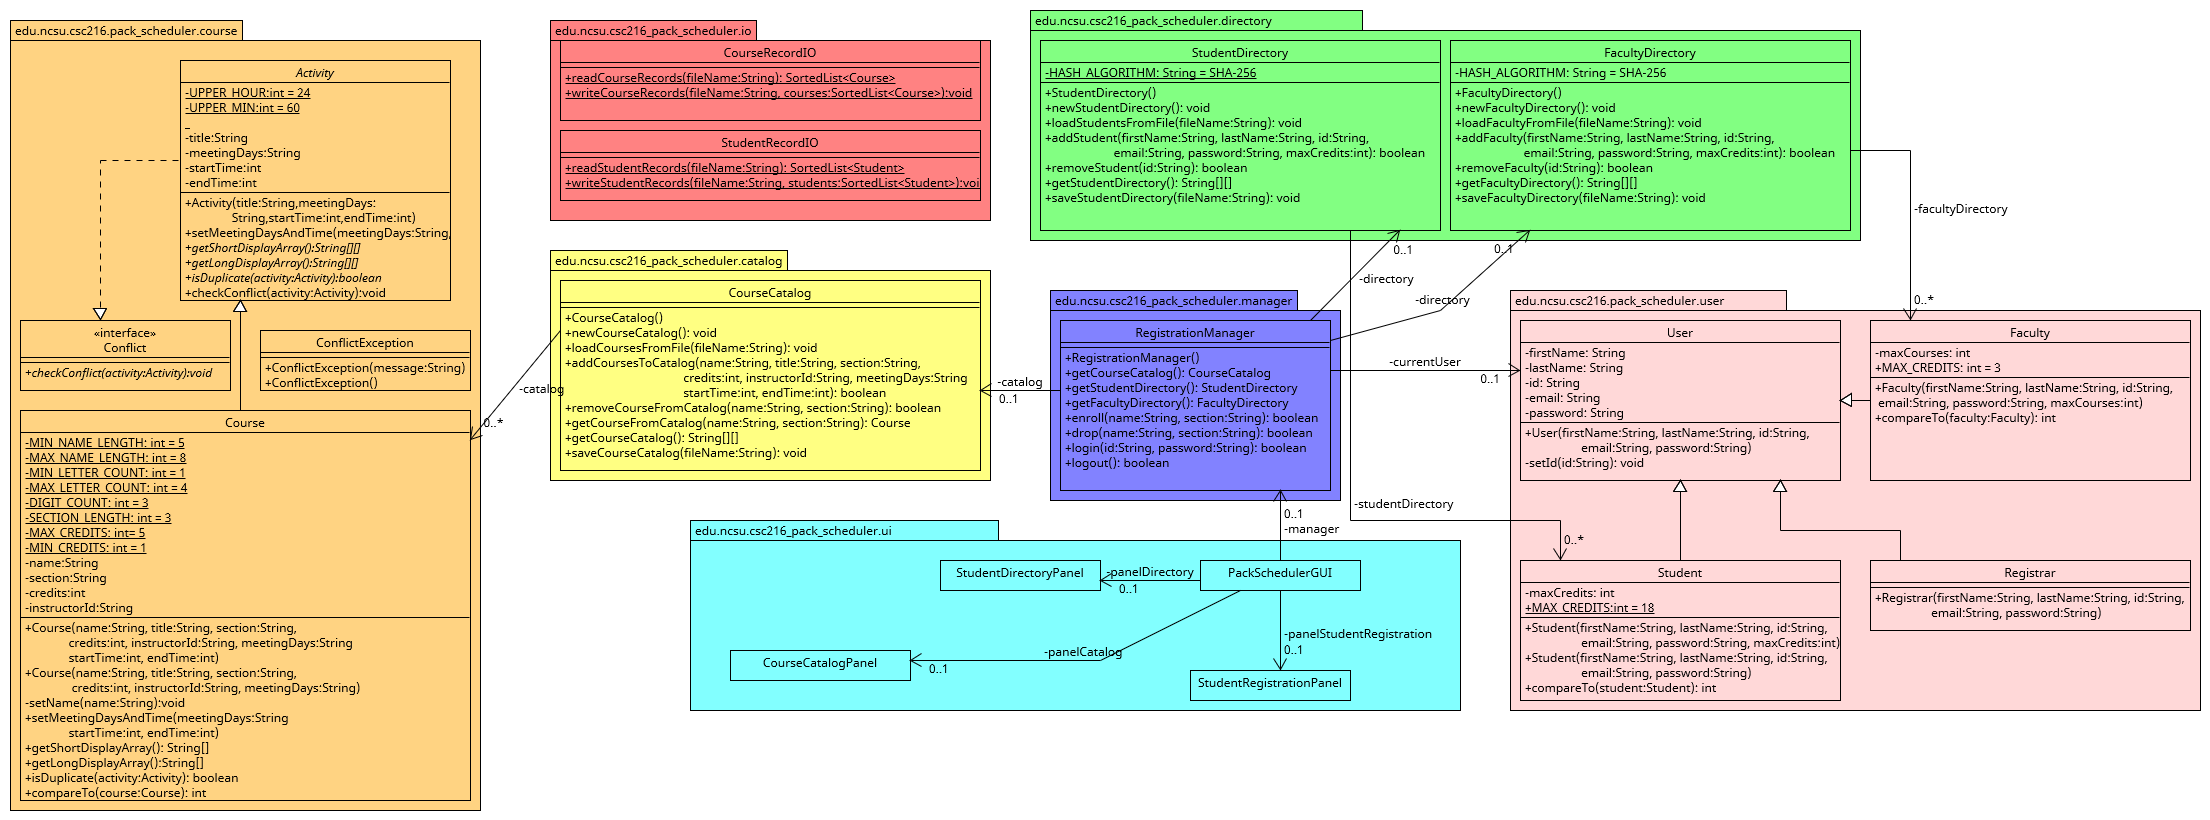 edu.ncsu.csc216.pack_scheduler.course
Activity
-UPPER_HOUR:int = 24
-UPPER_MIN:int = 60
_
-title:String
-meetingDays:String
-startTime:int
-endTime:int
+Activity(title:String,meetingDays:
String,startTime:int,endTime:int)
+setMeetingDaysAndTime(meetingDays:String,
+getShortDisplayArray():String[][]
+getLongDisplayArray():String[][]
+isDuplicate(activity:Activity):boolean
+checkConflict(activity:Activity):void
«interface»
Conflict
+checkConflict(activity:Activity):void
ConflictException
+ConflictException(message:String)
+ConflictException()
Course
-MIN_NAME_LENGTH: int = 5
-MAX_NAME_LENGTH: int = 8
-MIN_LETTER_COUNT: int = 1
-MAX_LETTER_COUNT: int = 4
-DIGIT_COUNT: int = 3
-SECTION_LENGTH: int = 3
-MAX_CREDITS: int= 5
-MIN_CREDITS: int = 1
-name:String
-section:String
-credits:int
-instructorId:String
+Course(name:String, title:String, section:String,
credits:int, instructorId:String, meetingDays:String
startTime:int, endTime:int)
+Course(name:String, title:String, section:String,
credits:int, instructorId:String, meetingDays:String)
-setName(name:String):void
+setMeetingDaysAndTime(meetingDays:String
startTime:int, endTime:int)
+getShortDisplayArray(): String[]
+getLongDisplayArray():String[]
+isDuplicate(activity:Activity): boolean
+compareTo(course:Course): int
edu.ncsu.csc216_pack_scheduler.io
CourseRecordIO
+readCourseRecords(fileName:String): SortedList<Course>
+writeCourseRecords(fileName:String, courses:SortedList<Course>):void
StudentRecordIO
+readStudentRecords(fileName:String): SortedList<Student>
+writeStudentRecords(fileName:String, students:SortedList<Student>):voi
edu.ncsu.csc216_pack_scheduler.catalog
CourseCatalog
+CourseCatalog()
+newCourseCatalog(): void
+loadCoursesFromFile(fileName:String): void
+addCoursesToCatalog(name:String, title:String, section:String,
credits:int, instructorId:String, meetingDays:String
startTime:int, endTime:int): boolean
+removeCourseFromCatalog(name:String, section:String): boolean
+getCourseFromCatalog(name:String, section:String): Course
+getCourseCatalog(): String[][]
+saveCourseCatalog(fileName:String): void
-catalog
0..*
edu.ncsu.csc216_pack_scheduler.directory
StudentDirectory
-HASH_ALGORITHM: String = SHA-256
+StudentDirectory()
+newStudentDirectory(): void
+loadStudentsFromFile(fileName:String): void
+addStudent(firstName:String, lastName:String, id:String,
email:String, password:String, maxCredits:int): boolean
+removeStudent(id:String): boolean
+getStudentDirectory(): String[][]
+saveStudentDirectory(fileName:String): void
FacultyDirectory
-HASH_ALGORITHM: String = SHA-256
+FacultyDirectory()
+newFacultyDirectory(): void
+loadFacultyFromFile(fileName:String): void
+addFaculty(firstName:String, lastName:String, id:String,
email:String, password:String, maxCredits:int): boolean
+removeFaculty(id:String): boolean
+getFacultyDirectory(): String[][]
+saveFacultyDirectory(fileName:String): void
-facultyDirectory
0..*
0..1
-directory
0..1
-directory
edu.ncsu.csc216_pack_scheduler.manager
RegistrationManager
+RegistrationManager()
+getCourseCatalog(): CourseCatalog
+getStudentDirectory(): StudentDirectory
+getFacultyDirectory(): FacultyDirectory
+enroll(name:String, section:String): boolean
+drop(name:String, section:String): boolean
+login(id:String, password:String): boolean
+logout(): boolean
-catalog
0..1
-currentUser
0..1
0..1
-manager
-studentDirectory
0..*
edu.ncsu.csc216.pack_scheduler.user
User
-firstName: String
-lastName: String
-id: String
-email: String
-password: String
+User(firstName:String, lastName:String, id:String,
email:String, password:String)
-setId(id:String): void
Faculty
-maxCourses: int
+MAX_CREDITS: int = 3
+Faculty(firstName:String, lastName:String, id:String,
email:String, password:String, maxCourses:int)
+compareTo(faculty:Faculty): int
Student
-maxCredits: int
+MAX_CREDITS:int = 18
+Student(firstName:String, lastName:String, id:String,
email:String, password:String, maxCredits:int)
+Student(firstName:String, lastName:String, id:String,
email:String, password:String)
+compareTo(student:Student): int
Registrar
+Registrar(firstName:String, lastName:String, id:String,
email:String, password:String)
edu.ncsu.csc216_pack_scheduler.ui
StudentDirectoryPanel
-panelDirectory
0..1
PackSchedulerGUI
-panelStudentRegistration
0..1
-panelCatalog
0..1
CourseCatalogPanel
StudentRegistrationPanel